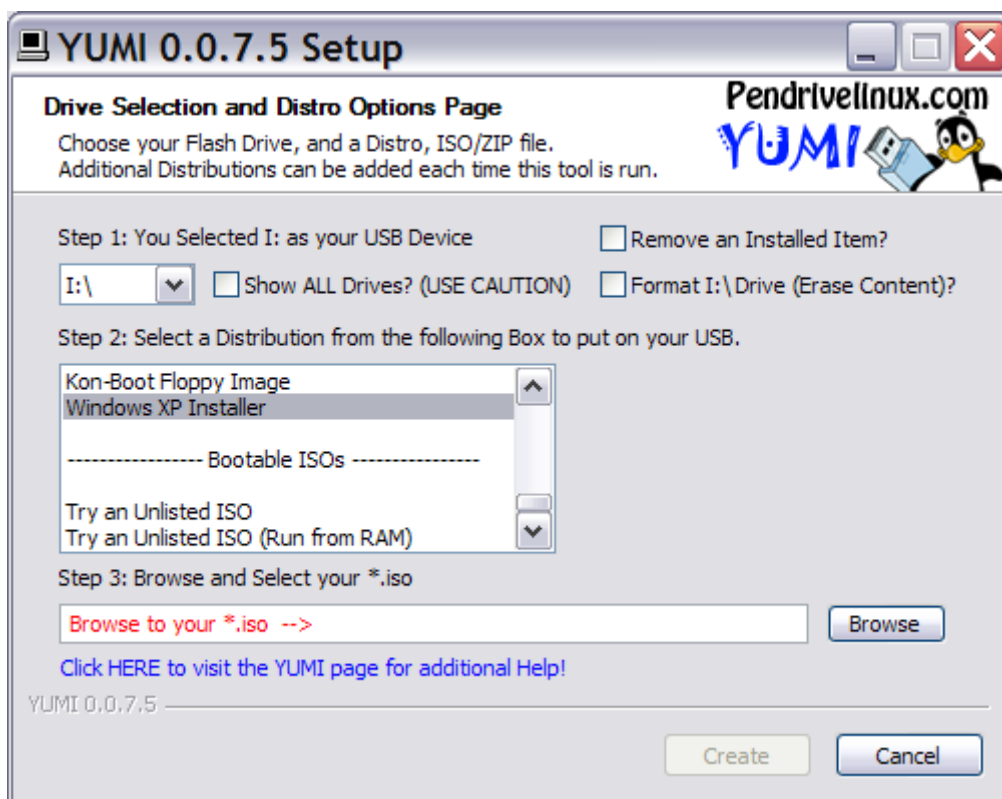 YUMI 0.0.7.5 Setup
Drive Selection and Distro Options Page
Choose your Flash Drive, and a Distro, ISO/ZIP file.
Additional Distributions can be added each time this tool is run.
Pendrivelinux.com
YUMI
Step 1: You Selected I: as your USB Device
Remove an Installed Item?
I:\
Show ALL Drives? (USE CAUTION)
Format I:\ Drive (Erase Content)?
Step 2: Select a Distribution from the following Box to put on your USB.
Kon-Boot Floppy Image
Windows XP Installer
----------------- Bootable ISOs ----------------
Try an Unlisted ISO
Try an Unlisted ISO (Run from RAM)
Step 3: Browse and Select your *.iso
Browse to your *.iso -->
Browse
Click HERE to visit the YUMI page for additional Help!
YUMI 0.0.7.5
Create
Cancel